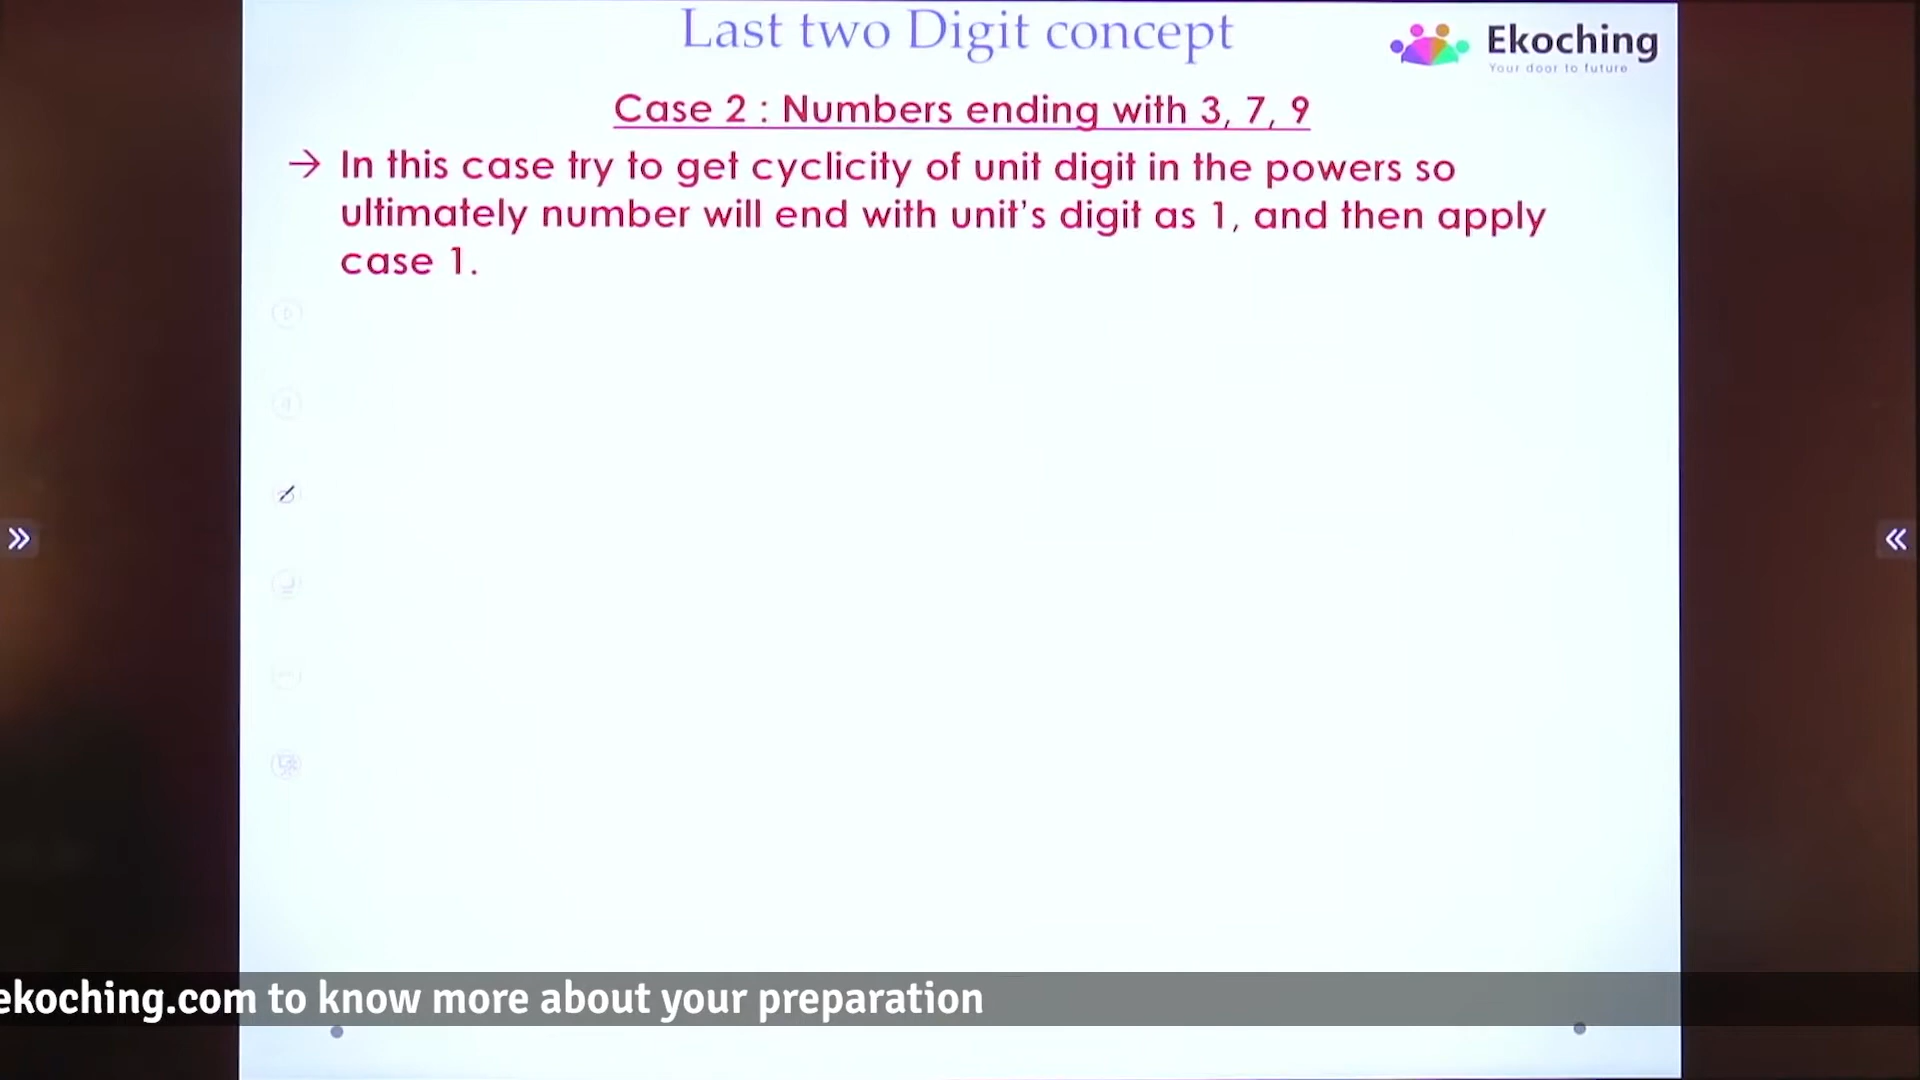 Last two Digit concept
Ekoching
Your door to future
Case 2 : Numbers ending with 3, 7, 9
→ In this case try to get cyclicity of unit digit in the powers so
ultimately number will end with unit’s digit as 1, and then apply
case 1.
ekoching.com to know more about your preparation